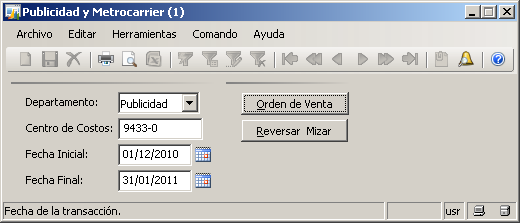 Publicidad y Metrocarrier (1)
Archivo Editar Herramientas Comando Ayuda
Departamento: Publicidad Orden de Venta
Centro de Costos: 9433-0 Reversar Mizar
Fecha Inicial: 01/12/2010
Fecha Final: 31/01/2011
Fecha de la transacción. usr